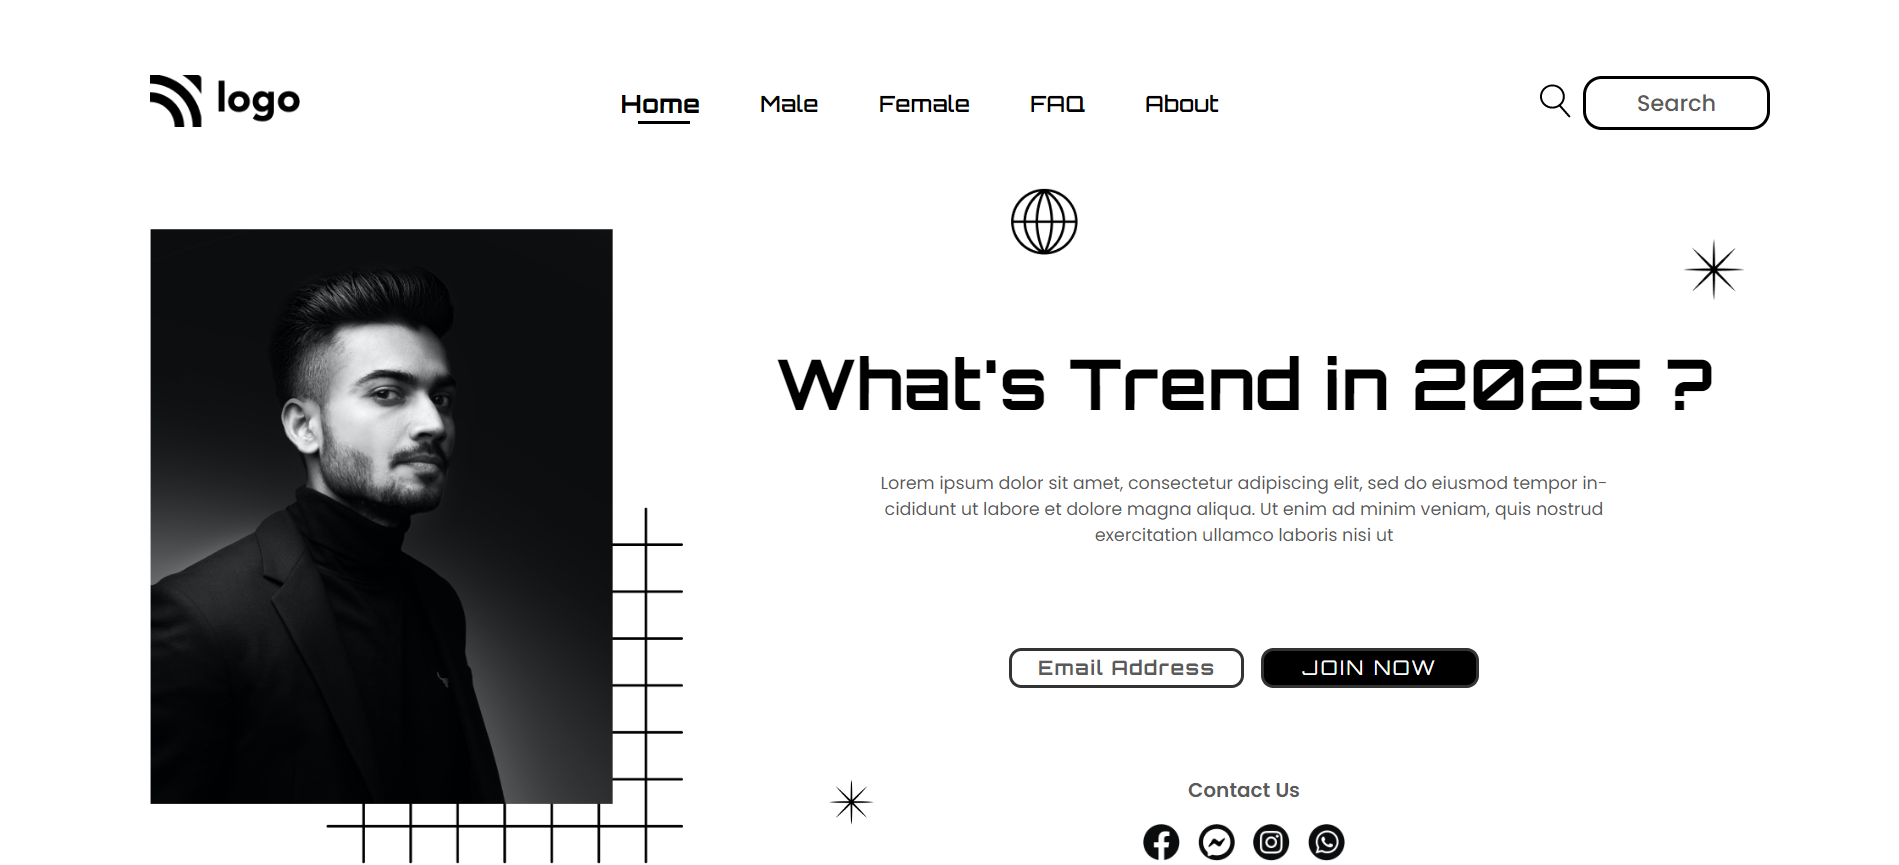 logo
Home
Male
Female
FAQ
About
Search
What's Trend in 2025 ?
Lorem ipsum dolor sit amet, consectetur adipiscing elit, sed do eiusmod tempor in-
cididunt ut labore et dolore magna aliqua. Ut enim ad minim veniam, quis nostrud
exercitation ullamco laboris nisi ut
Email Address
JOIN NOW
Contact Us